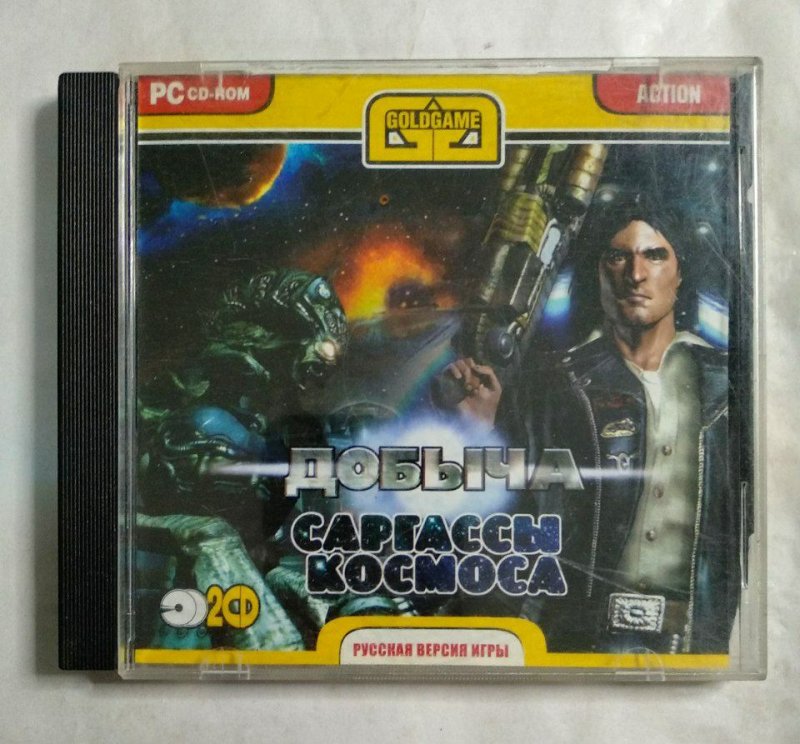 PC CD-ROM
ACTION
GOLDGAME
ДОБЫЧА
САРГАССЫ
КОСМОСА
2CD
РУССКАЯ ВЕРСИЯ ИГРЫ